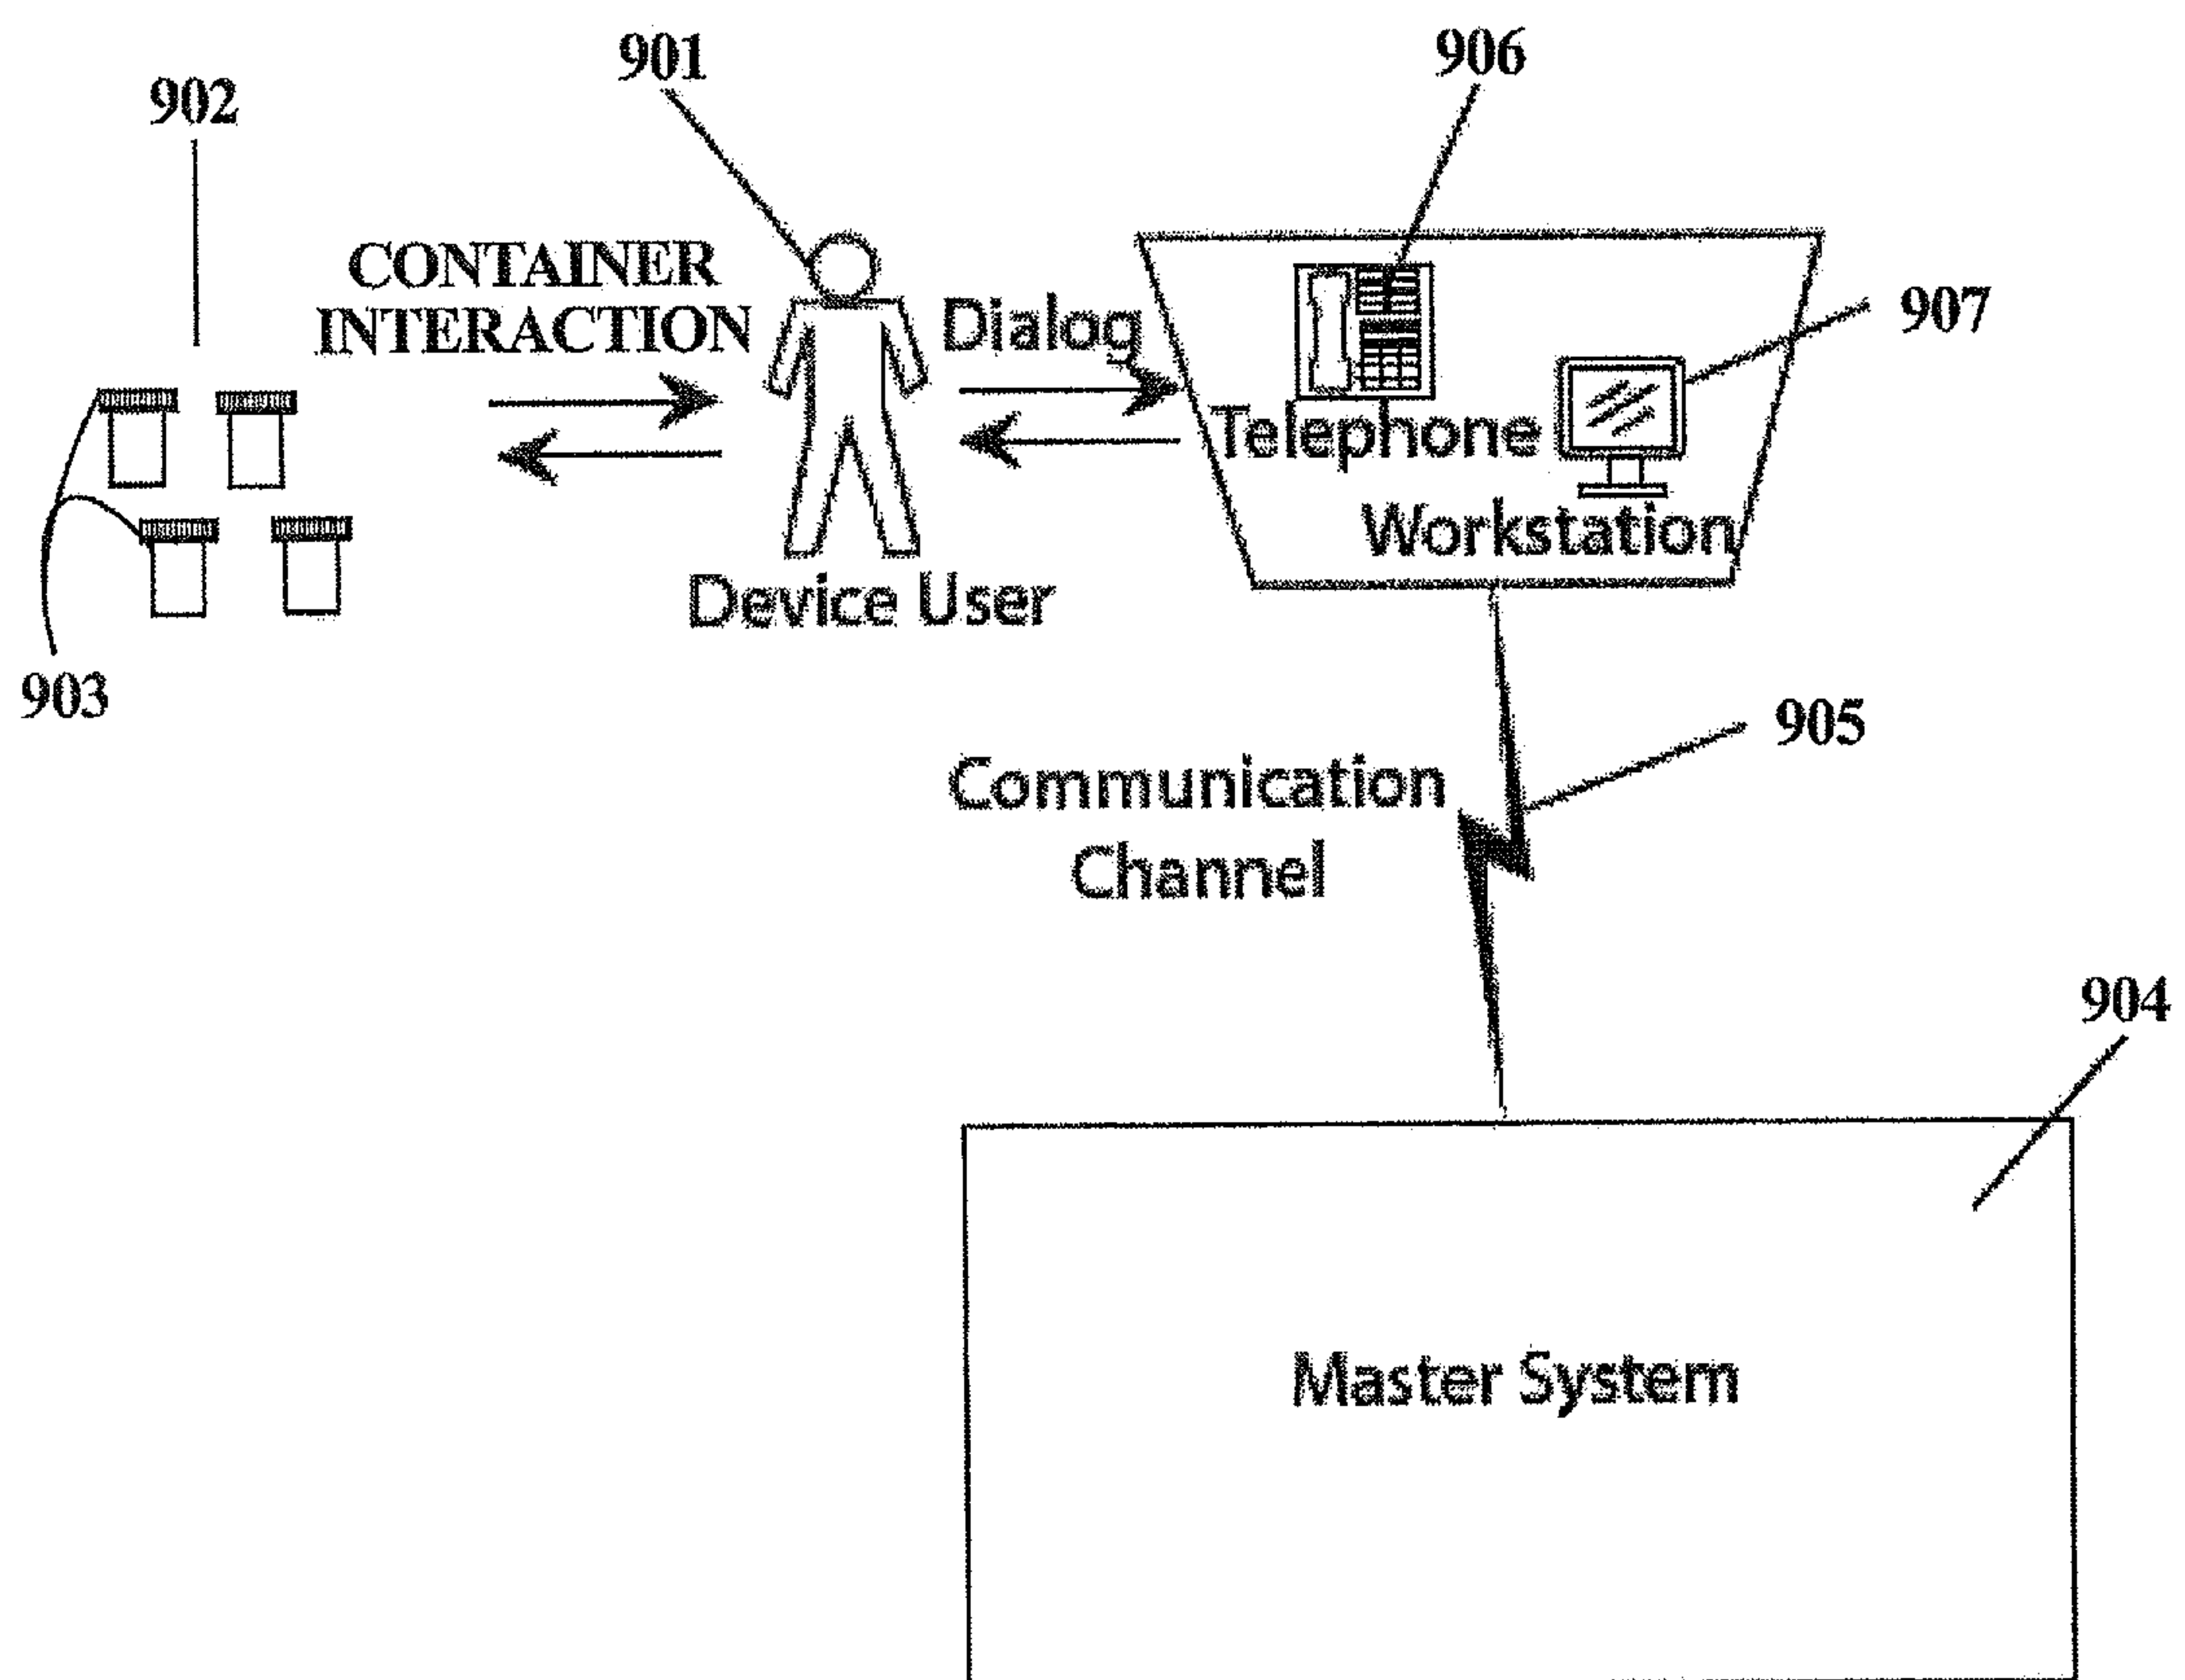 901
906
902
907
CONTAINER
INTERACTION
Dialog
Telephone
Workstation
Device User
903
905
Communication
Channel
904
Master System